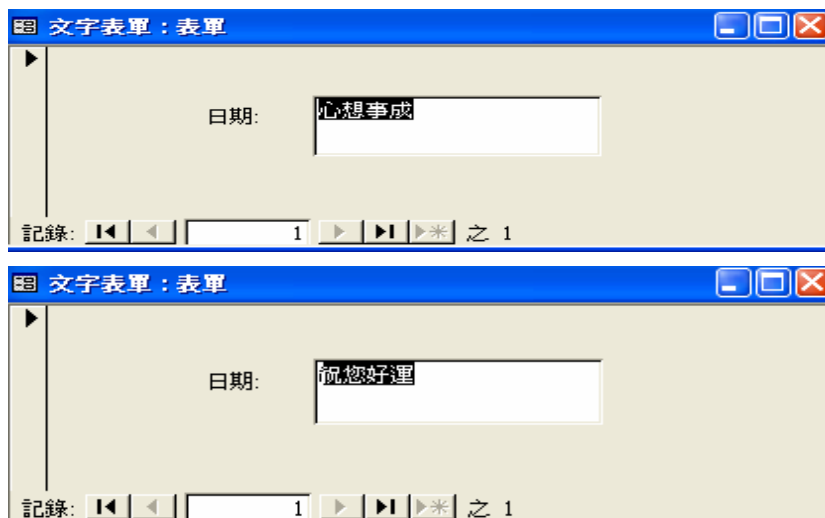 文字表單：表單
日期: 心想事成
記錄: 1 之 1
文字表單：表單
日期: 祝您好運
記錄: 1 之 1